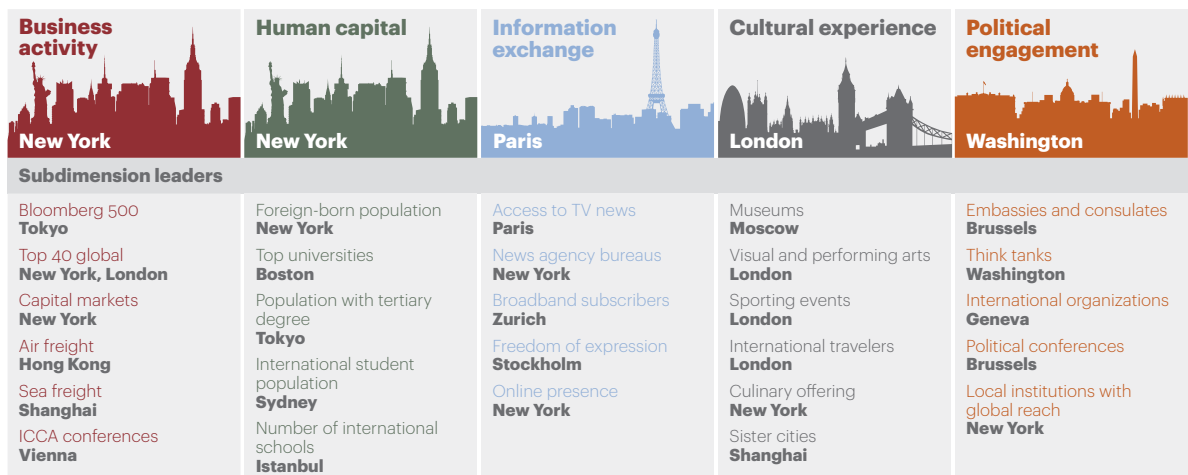 Business
activity
New York
Human capital
New York
Information
exchange
Paris
Cultural experience
London
Political
engagement
Washington
Subdimension leaders
Bloomberg 500
Tokyo
Top 40 global
New York, London
Capital markets
New York
Air freight
Hong Kong
Sea freight
Shanghai
ICCA conferences
Vienna
Foreign-born population
New York
Top universities
Boston
Population with tertiary
degree
Tokyo
International student
population
Sydney
Number of international
schools
Istanbul
Access to TV news
Paris
News agency bureaus
New York
Broadband subscribers
Zurich
Freedom of expression
Stockholm
Online presence
New York
Museums
Moscow
Visual and performing arts
London
Sporting events
London
International travelers
London
Culinary offering
New York
Sister cities
Shanghai
Embassies and consulates
Brussels
Think tanks
Washington
International organizations
Geneva
Political conferences
Brussels
Local institutions with
global reach
New York